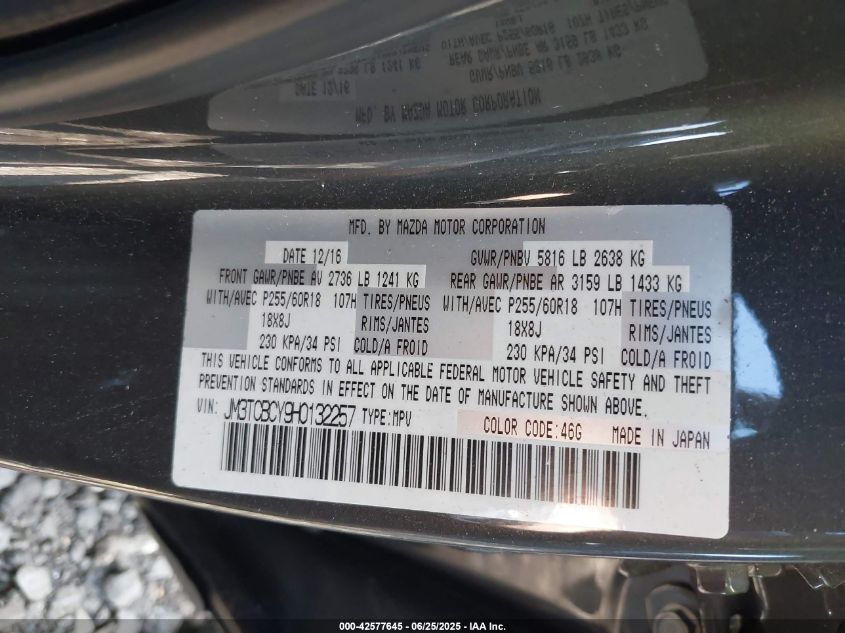 MFD. BY MAZDA MOTOR CORPORATION
DATE 12/16 GVWR/PNBV 5816 LB 2638 KG
FRONT GAWR/PNBE AV 2736 LB 1241 KG REAR GAWR/PNBE AR 3159 LB 1433 KG
WITH/AVEC P255/60R18 107H TIRES/PNEUS WITH/AVEC P255/60R18 107H TIRES/PNEUS
18X8J RIMS/JANTES 18X8J RIMS/JANTES
230 KPA/34 PSI COLD/A FROID 230 KPA/34 PSI COLD/A FROID
THIS VEHICLE CONFORMS TO ALL APPLICABLE FEDERAL MOTOR VEHICLE SAFETY AND THEFT
PREVENTION STANDARDS IN EFFECT ON THE DATE OF MANUFACTURE SHOWN ABOVE.
VIN: JM3TCBCY9H0132257 TYPE:MPV
COLOR CODE:46G MADE IN JAPAN
000-42577645 - 06/25/2025 - IAA Inc.